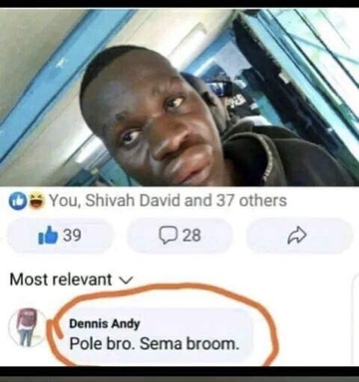 You, Shivah David and 37 others
39
28
Most relevant
Dennis Andy
Pole bro. Sema broom.